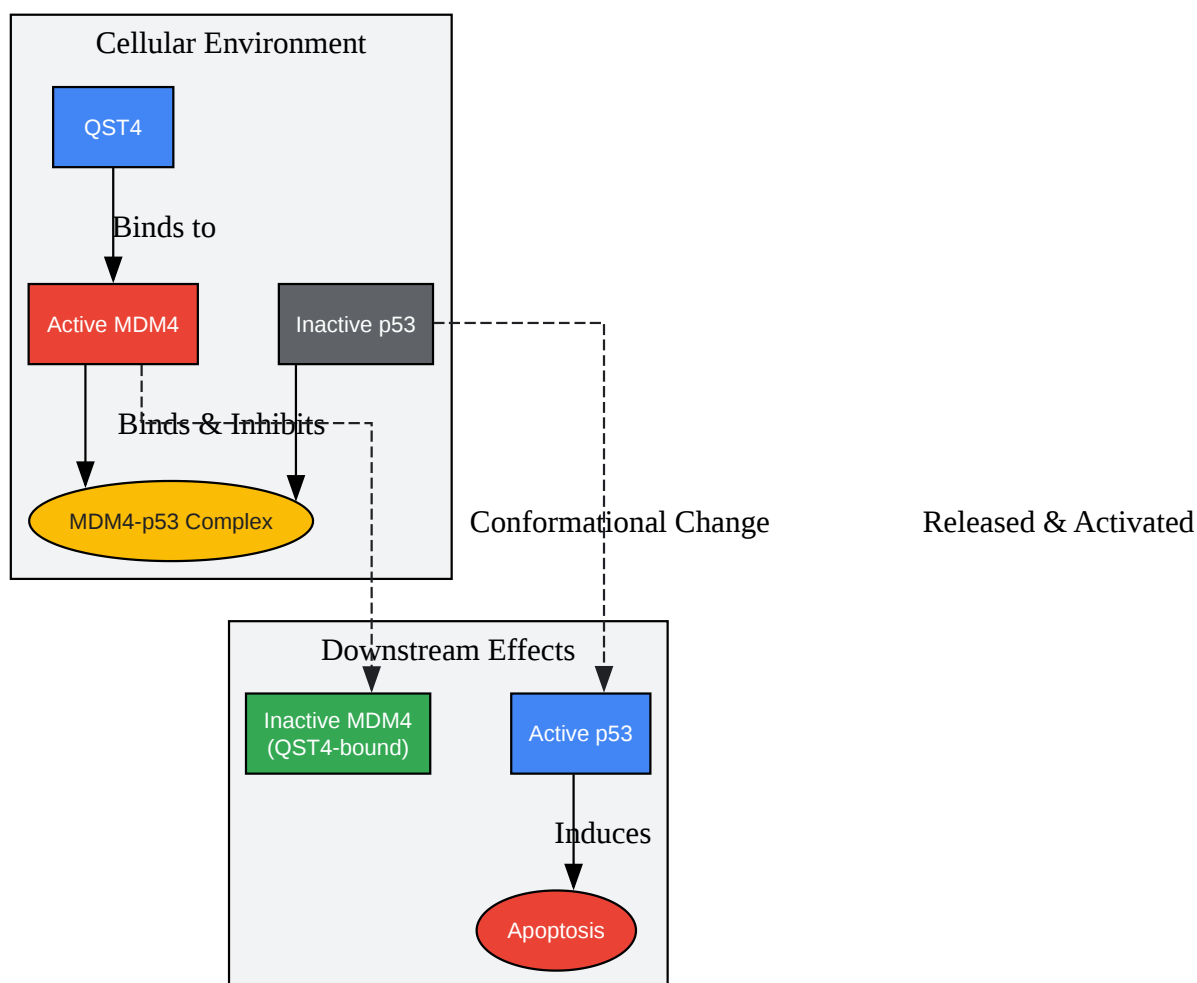 Cellular Environment
QST4
Binds to
Active MDM4
Inactive p53
Binds & Inhibits
MDM4-p53 Complex
Conformational Change
Released & Activated
Downstream Effects
Inactive MDM4
(QST4-bound)
Active p53
Induces
Apoptosis